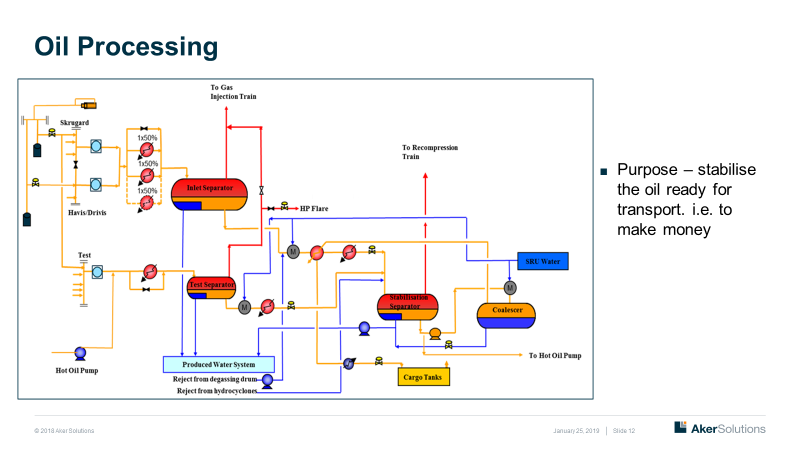 Oil Processing
To Gas
Injection Train
Skrugard
1x50%
1x50%
1x50%
To Recompression
Train
Inlet Separator
HP Flare
Havis/Drivis
Purpose – stabilise
the oil ready for
transport. i.e. to
make money
Test
M
SRU Water
Test Separator
M
M
Stabilisation
Separator
Coalescer
Produced Water System
To Hot Oil Pump
Hot Oil Pump
Reject from degassing drum
Reject from hydrocyclones
Cargo Tanks
© 2018 Aker Solutions
January 25, 2019
Slide 12
AkerSolutions